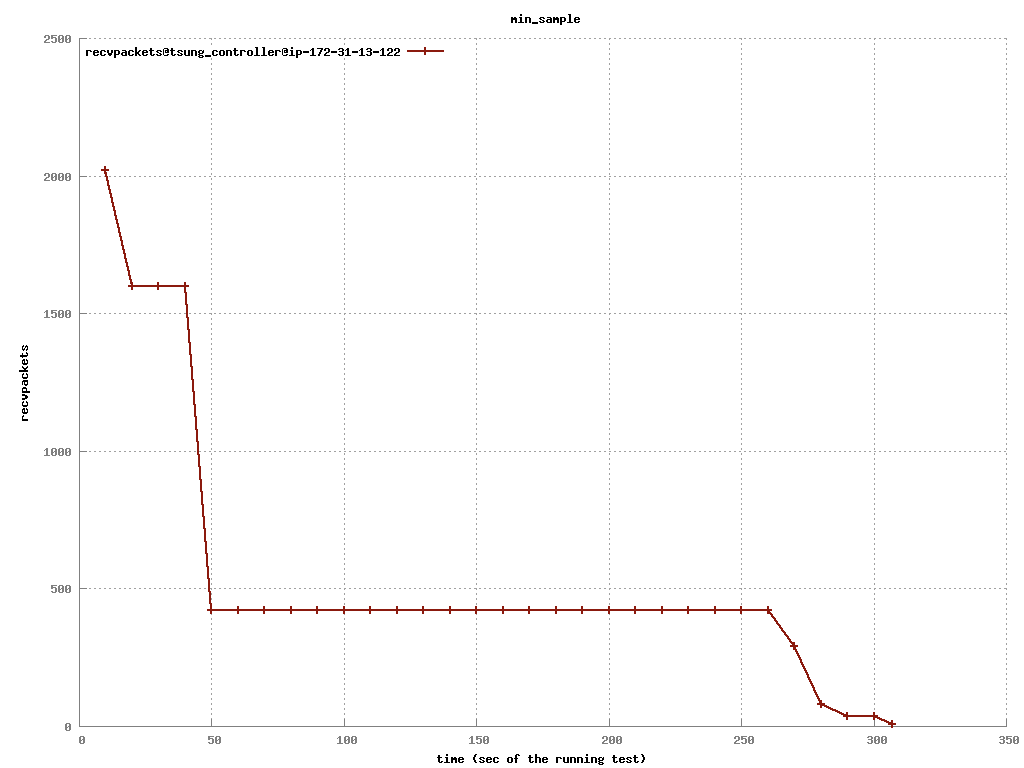 min_sample
2500
recvpackets@tsung_controller@ip-172-31-13-122
2000
1500
recvpackets
1000
500
0
0 50 100 150 200 250 300 350
time (sec of the running test)